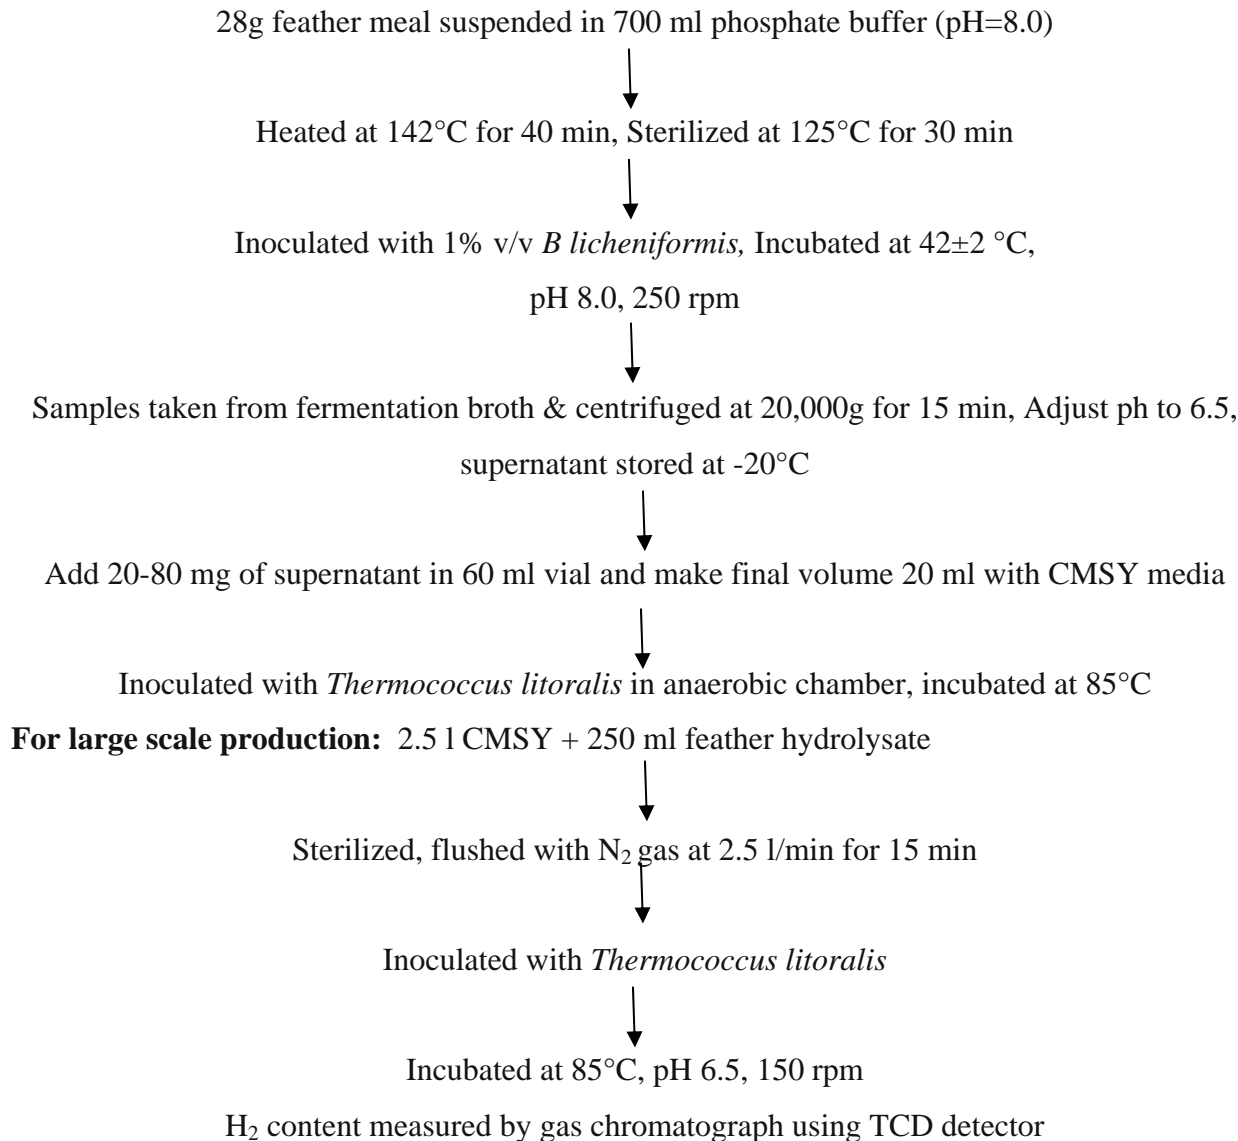 28g feather meal suspended in 700 ml phosphate buffer (pH=8.0)
Heated at 142°C for 40 min, Sterilized at 125°C for 30 min
Inoculated with 1% v/v B licheniformis, Incubated at 42±2 °C,
pH 8.0, 250 rpm
Samples taken from fermentation broth & centrifuged at 20,000g for 15 min, Adjust ph to 6.5,
supernatant stored at -20°C
Add 20-80 mg of supernatant in 60 ml vial and make final volume 20 ml with CMSY media
Inoculated with Thermococcus litoralis in anaerobic chamber, incubated at 85°C
For large scale production: 2.5 l CMSY + 250 ml feather hydrolysate
Sterilized, flushed with N₂ gas at 2.5 l/min for 15 min
Inoculated with Thermococcus litoralis
Incubated at 85°C, pH 6.5, 150 rpm
H₂ content measured by gas chromatograph using TCD detector